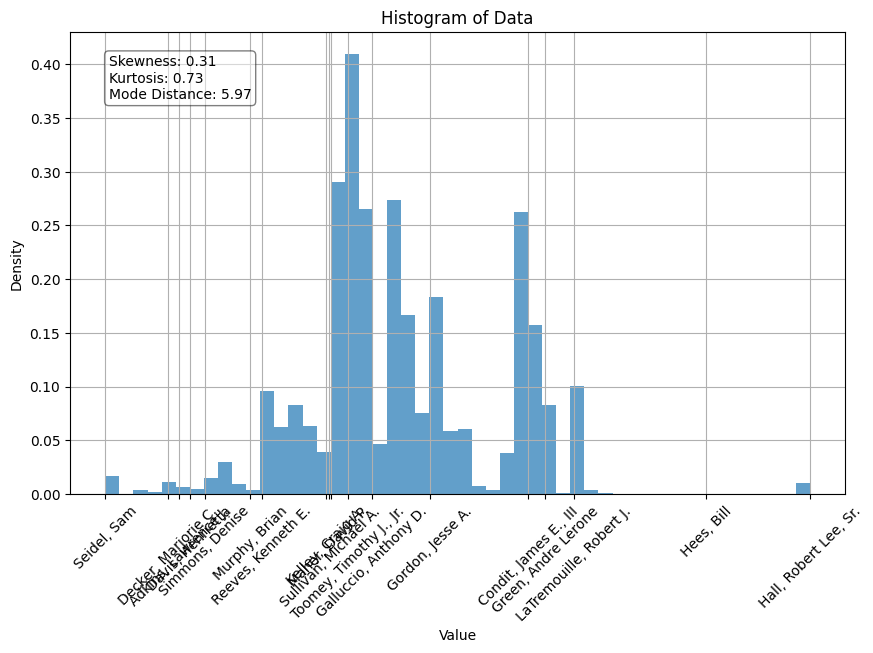 Histogram of Data
Skewness: 0.31
Kurtosis: 0.73
Mode Distance: 5.97
Density
0.40
0.35
0.30
0.25
0.20
0.15
0.10
0.05
0.00
Seidel, Sam
Decker, Marjorie C.
Simmons, Denise
Murphy, Brian
Reeves, Kenneth E.
Sullivan, Michael A.
Toomey, Timothy J., Jr.
Galluccio, Anthony D.
Gordon, Jesse A.
Condit, James E., III
Green, Andre Lerone
LaTremouille, Robert J.
Hees, Bill
Hall, Robert Lee, Sr.
Value